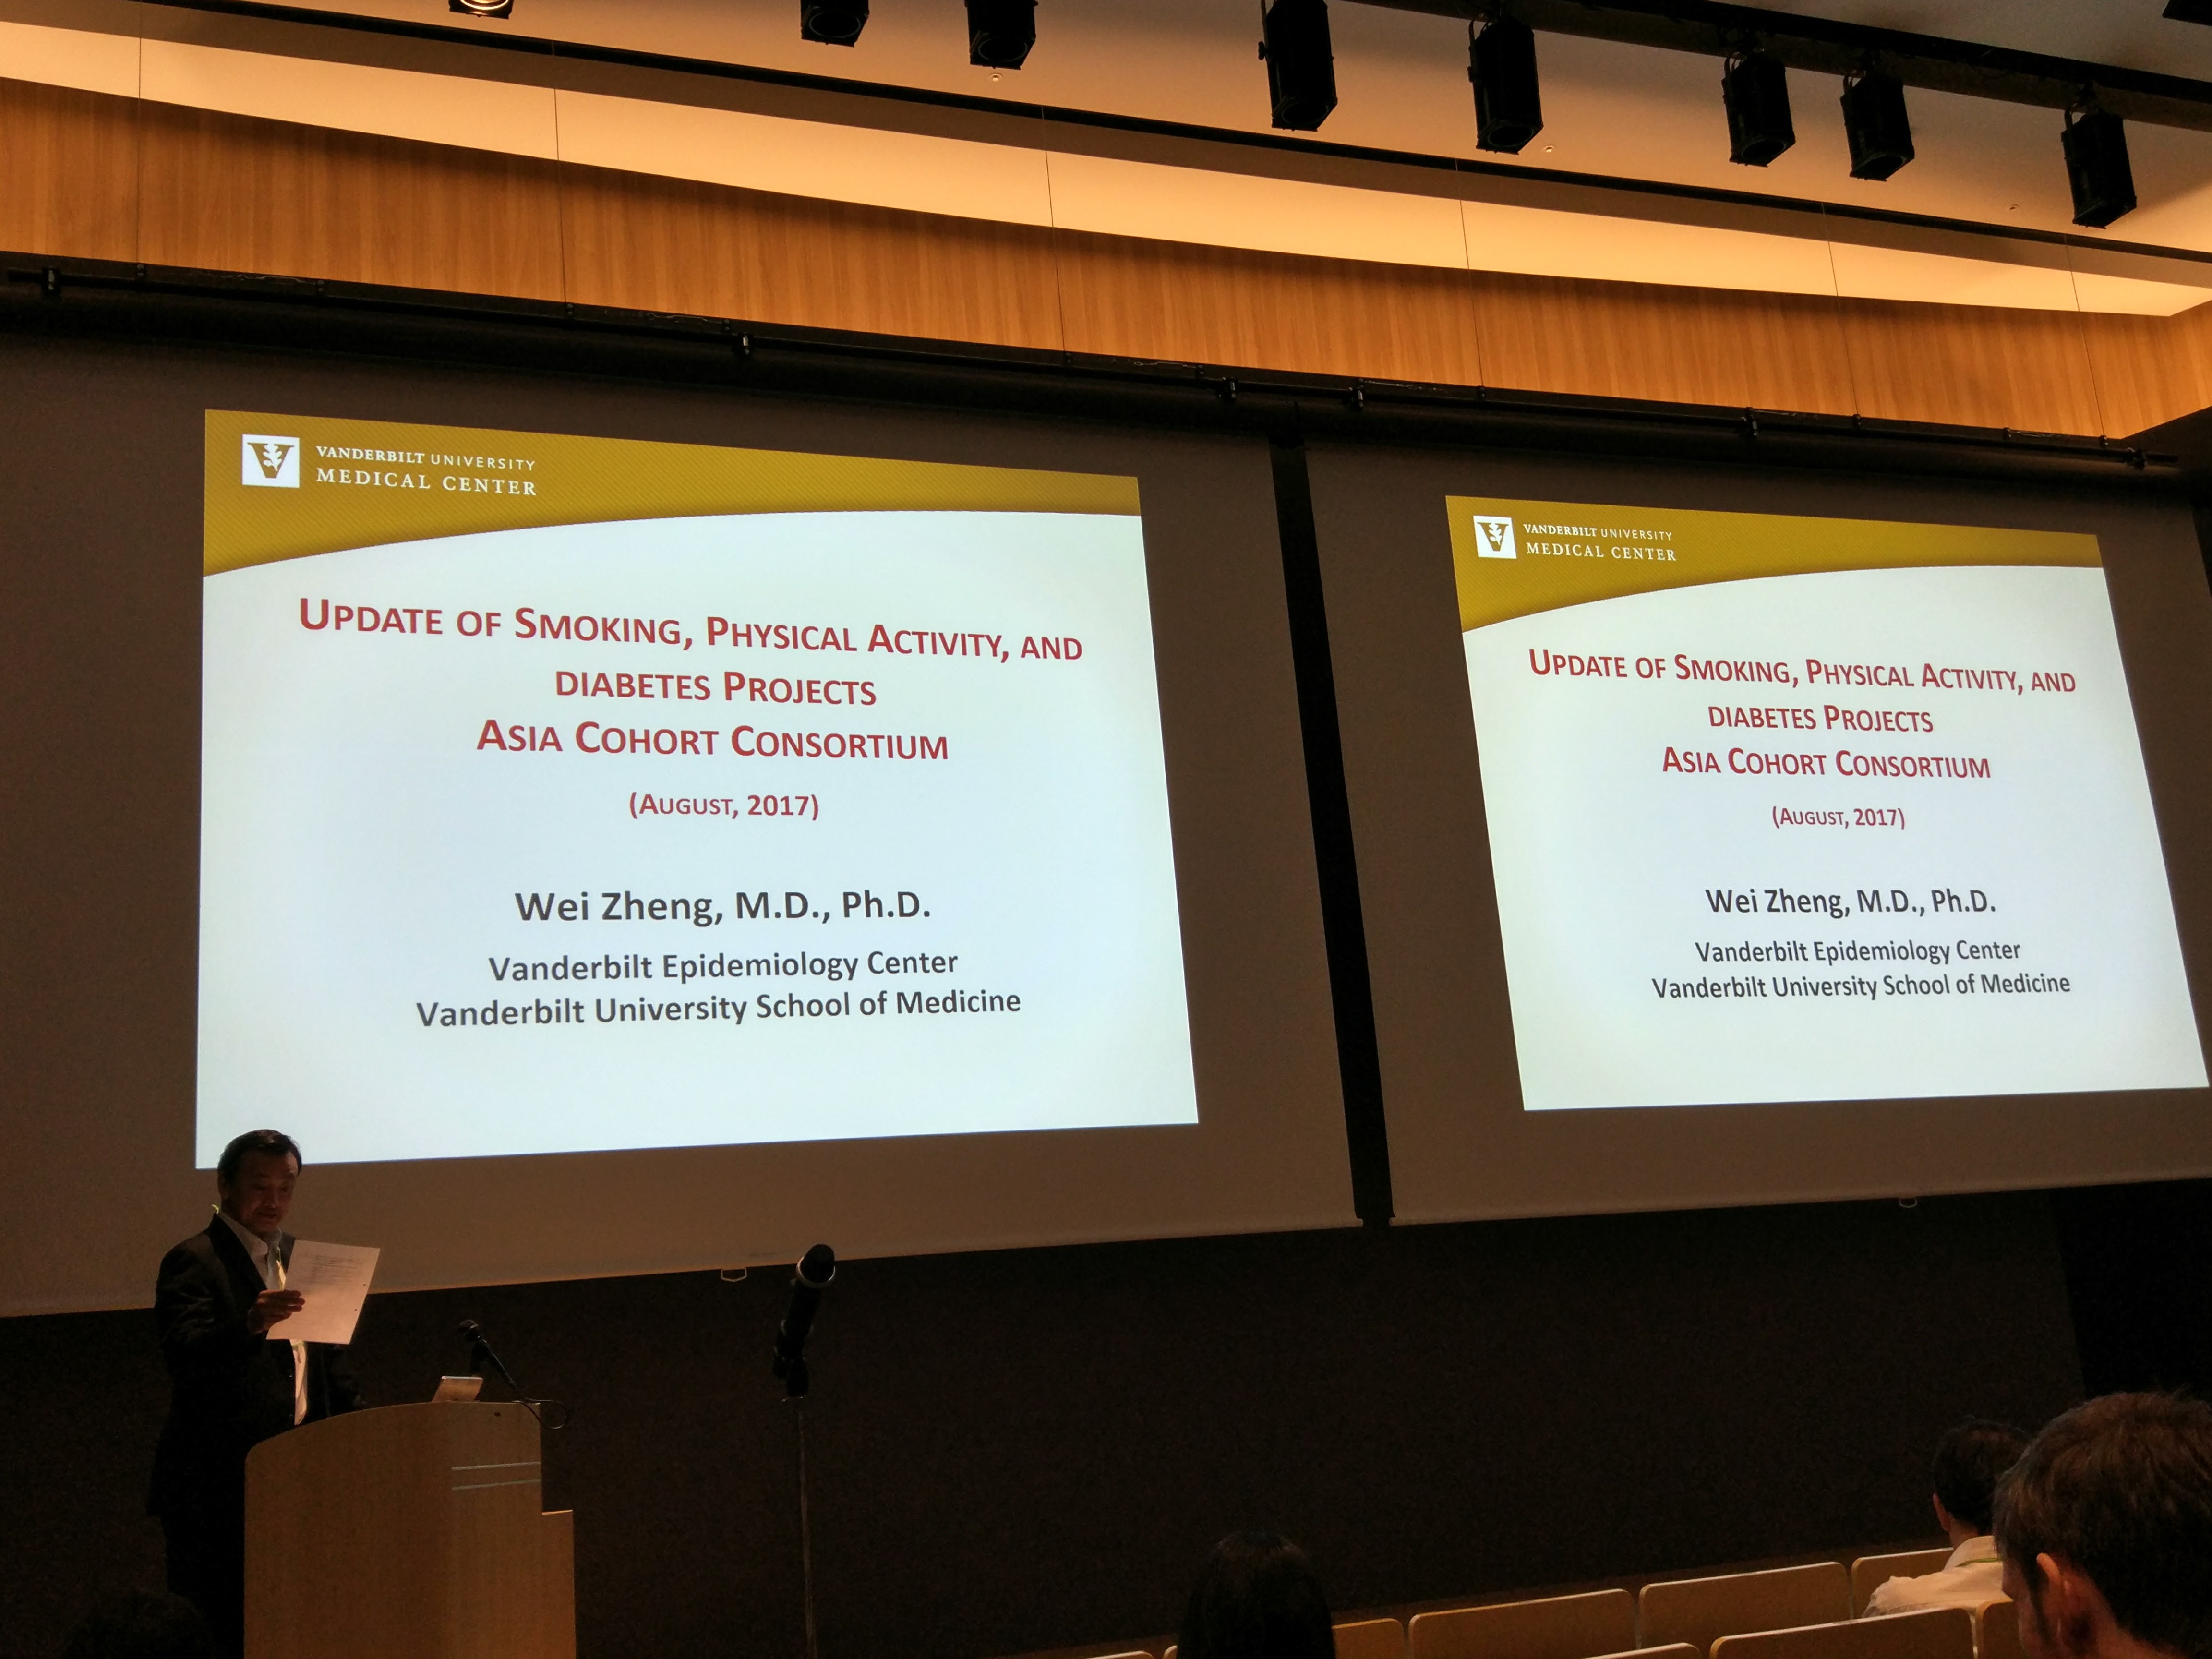 VANDERBILT UNIVERSITY
MEDICAL CENTER
UPDATE OF SMOKING, PHYSICAL ACTIVITY, AND
DIABETES PROJECTS
ASIA COHORT CONSORTIUM
(AUGUST, 2017)
Wei Zheng, M.D., Ph.D.
Vanderbilt Epidemiology Center
Vanderbilt University School of Medicine
VANDERBILT UNIVERSITY
MEDICAL CENTER
UPDATE OF SMOKING, PHYSICAL ACTIVITY, AND
DIABETES PROJECTS
ASIA COHORT CONSORTIUM
(AUGUST, 2017)
Wei Zheng, M.D., Ph.D.
Vanderbilt Epidemiology Center
Vanderbilt University School of Medicine